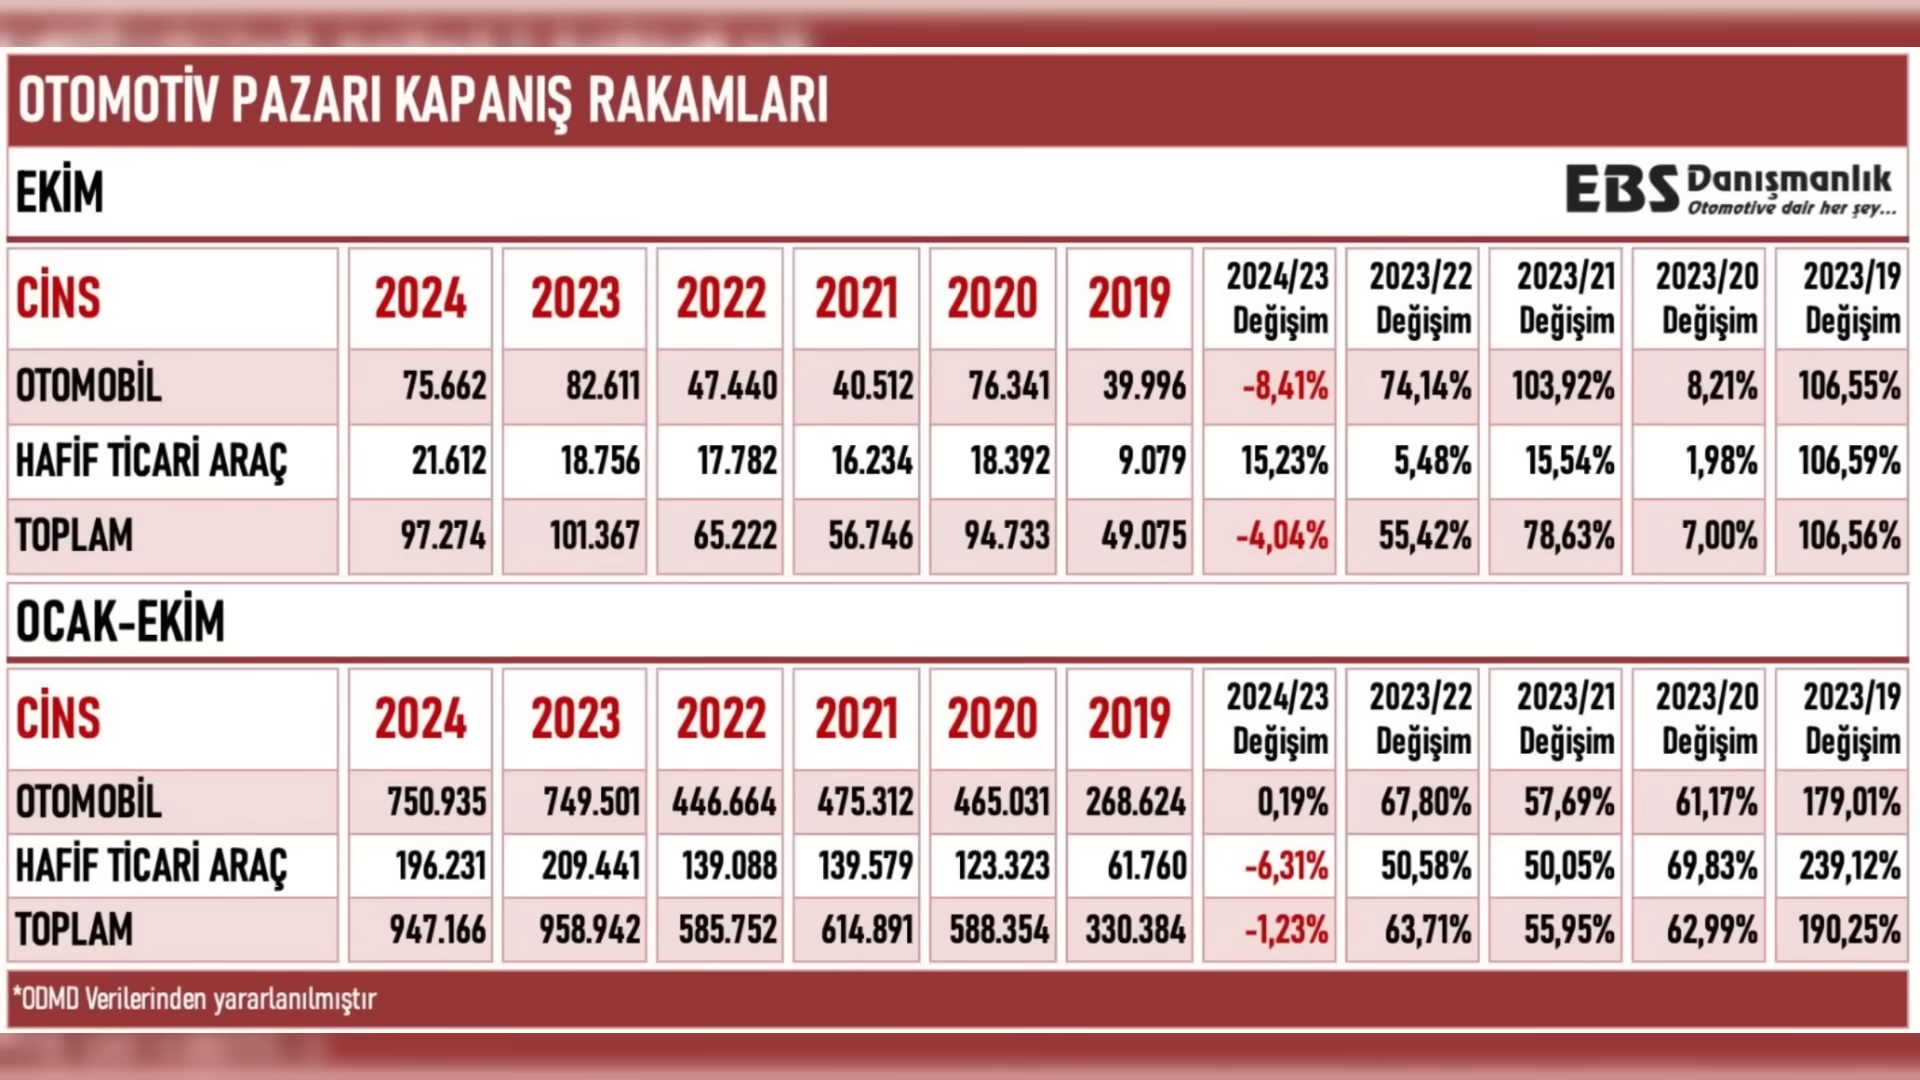 OTOMOTİV PAZARI KAPANIŞ RAKAMLARI
EKİM
EBS Danışmanlık
Otomotive dair her şey...
CİNS 2024 2023 2022 2021 2020 2019 2024/23 Değişim 2023/22 Değişim 2023/21 Değişim 2023/20 Değişim 2023/19 Değişim
OTOMOBİL 75.662 82.611 47.440 40.512 76.341 39.996 -8,41% 74,14% 103,92% 8,21% 106,55%
HAFİF TİCARİ ARAÇ 21.612 18.756 17.782 16.234 18.392 9.079 15,23% 5,48% 15,54% 1,98% 106,59%
TOPLAM 97.274 101.367 65.222 56.746 94.733 49.075 -4,04% 55,42% 78,63% 7,00% 106,56%
OCAK-EKİM
CİNS 2024 2023 2022 2021 2020 2019 2024/23 Değişim 2023/22 Değişim 2023/21 Değişim 2023/20 Değişim 2023/19 Değişim
OTOMOBİL 750.935 749.501 446.664 475.312 465.031 268.624 0,19% 67,80% 57,69% 61,17% 179,01%
HAFİF TİCARİ ARAÇ 196.231 209.441 139.088 139.579 123.323 61.760 -6,31% 50,58% 50,05% 69,83% 239,12%
TOPLAM 947.166 958.942 585.752 614.891 588.354 330.384 -1,23% 63,71% 55,95% 62,99% 190,25%
*ODMD Verilerinden yararlanılmıştır